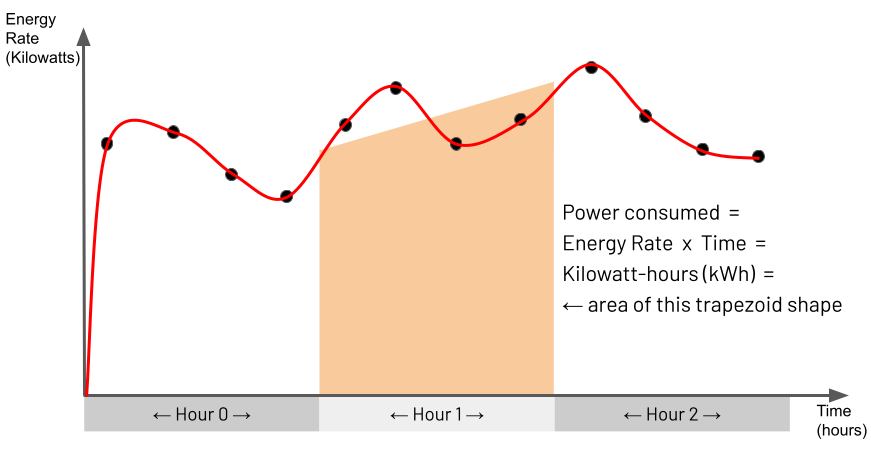 Energy
Rate
(Kilowatts)
Power consumed =
Energy Rate x Time =
Kilowatt-hours (kWh) =
← area of this trapezoid shape
← Hour 0 →
← Hour 1 →
← Hour 2 →
Time
(hours)